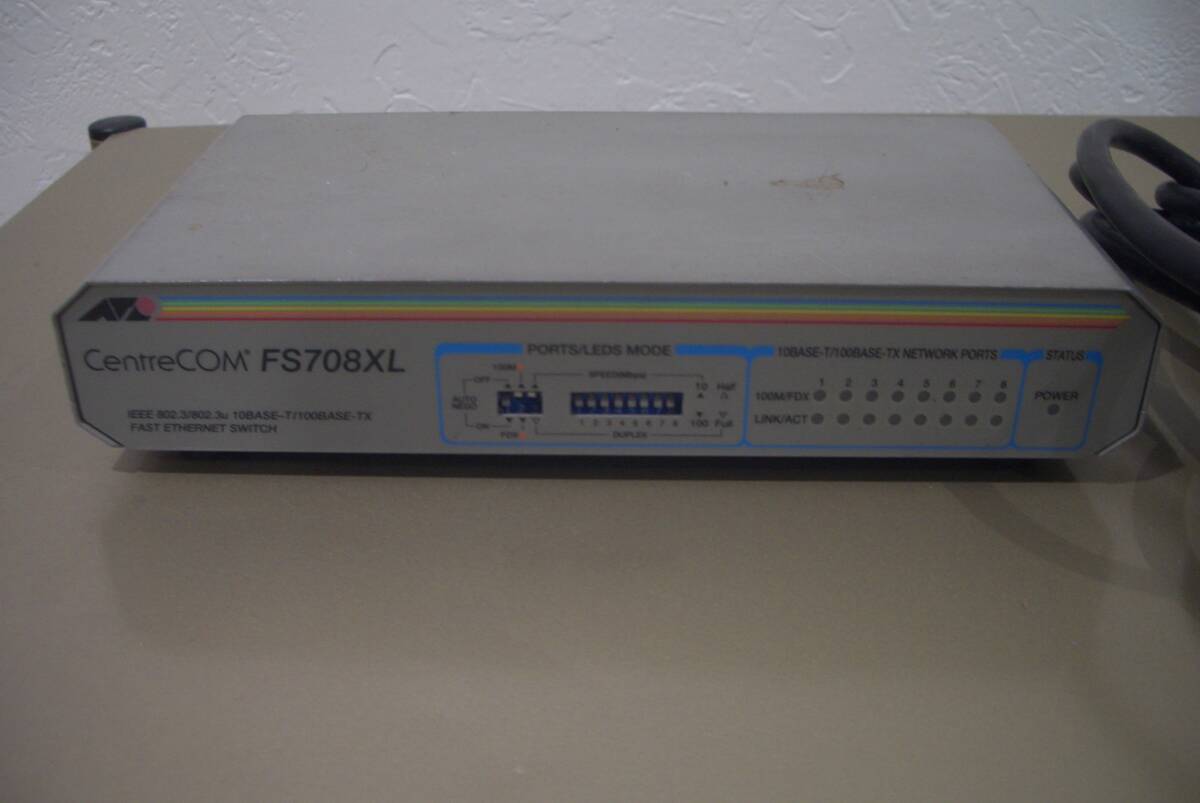 CentreCOM® FS708XL
IEEE 802.3/802.3u 10BASE-T/100BASE-TX
FAST ETHERNET SWITCH
PORTS/LEDS MODE
100M
OFF
AUTO
NEGO
ON
FDX
SPEED(Mbps)
10 Half
1 2 3 4 5 6 7 8
100 Full
DUPLEX
10BASE-T/100BASE-TX NETWORK PORTS
1 2 3 4 5 6 7 8
100M/FDX
LINK/ACT
STATUS
POWER